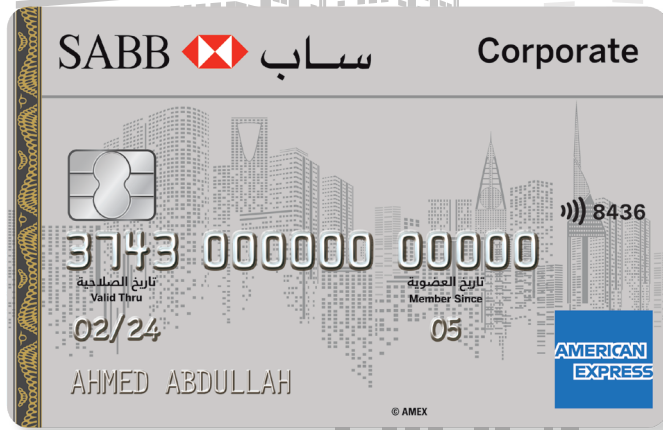 SABB ساب Corporate
8436
3743 000000 00000
تاريخ الصلاحية تاريخ العضوية
Valid Thru Member Since
02/24 05
AMERICAN
EXPRESS
AHMED ABDULLAH
© AMEX